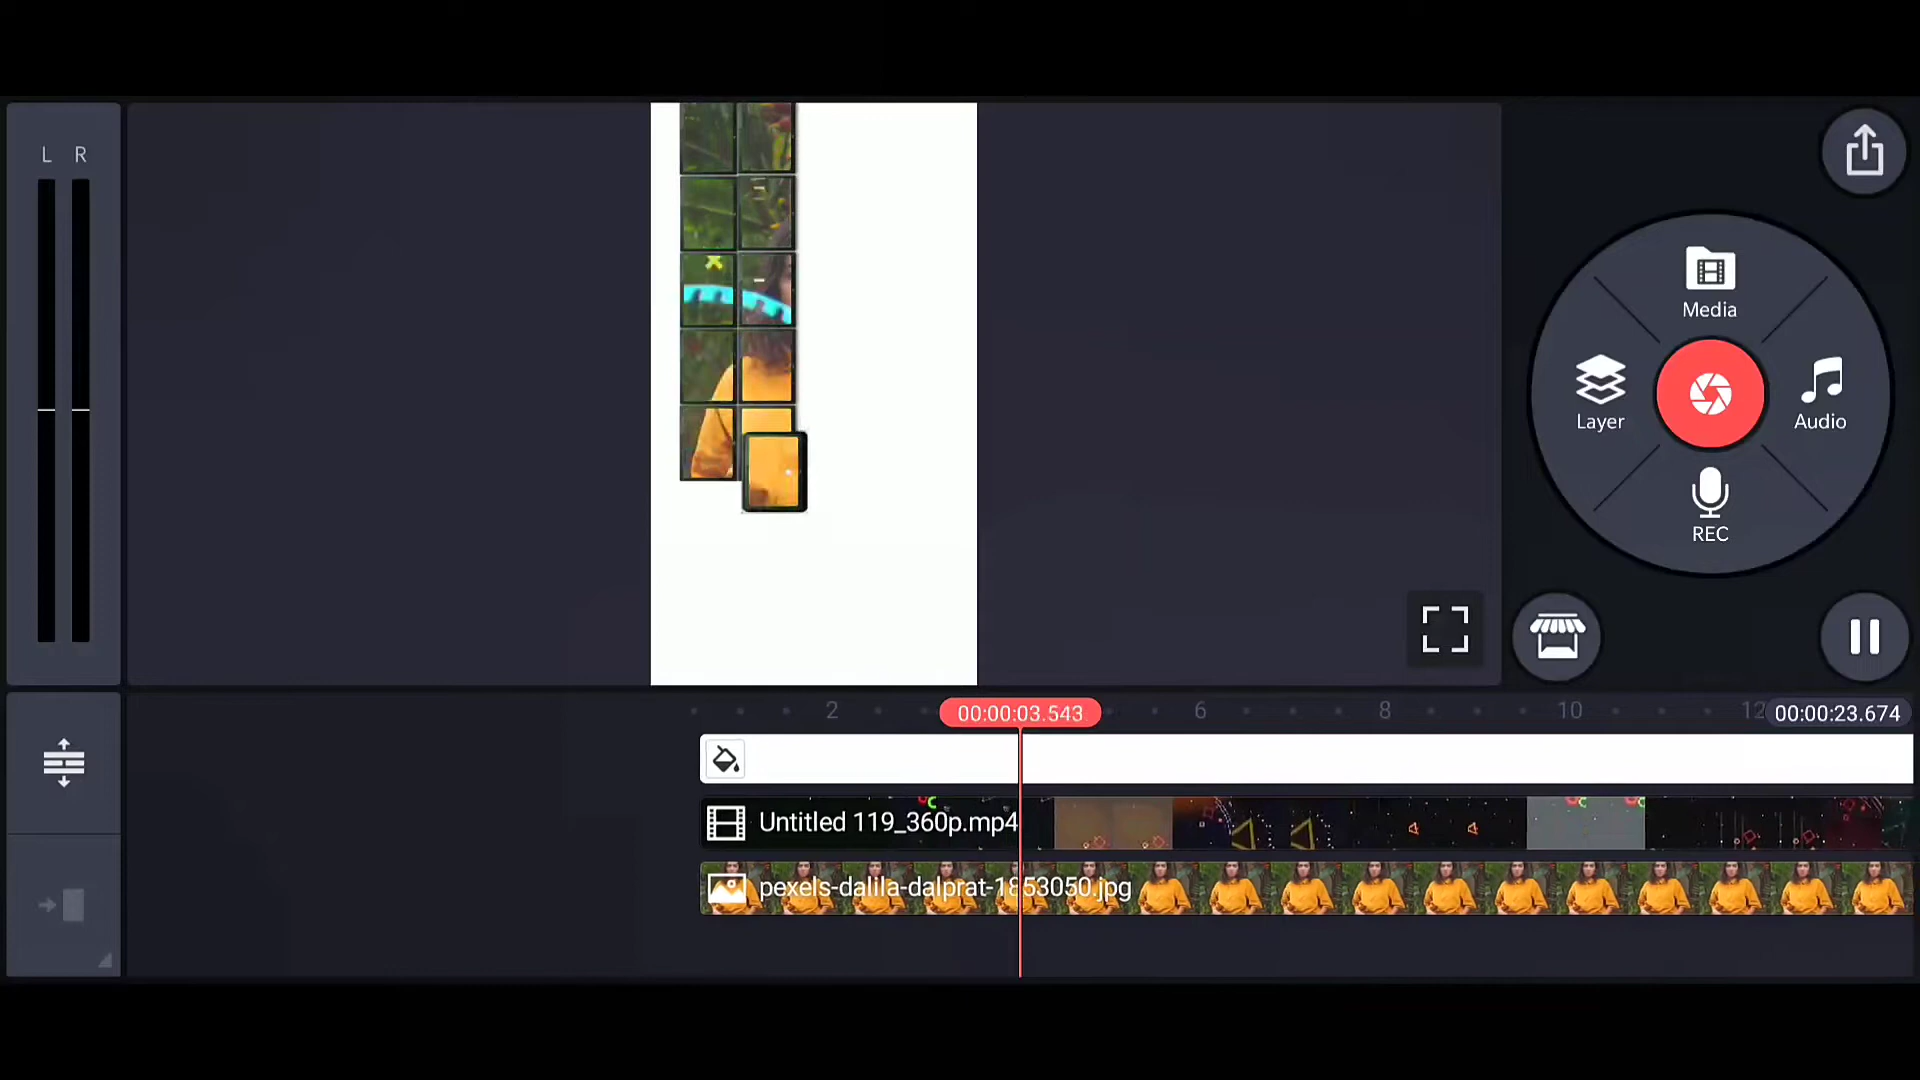 L R
Media
Layer
Audio
REC
2
00:00:03.543
6
8
10
12
00:00:23.674
Untitled 119_360p.mp4
pexels-dalila-dalprat-1853050.jpg